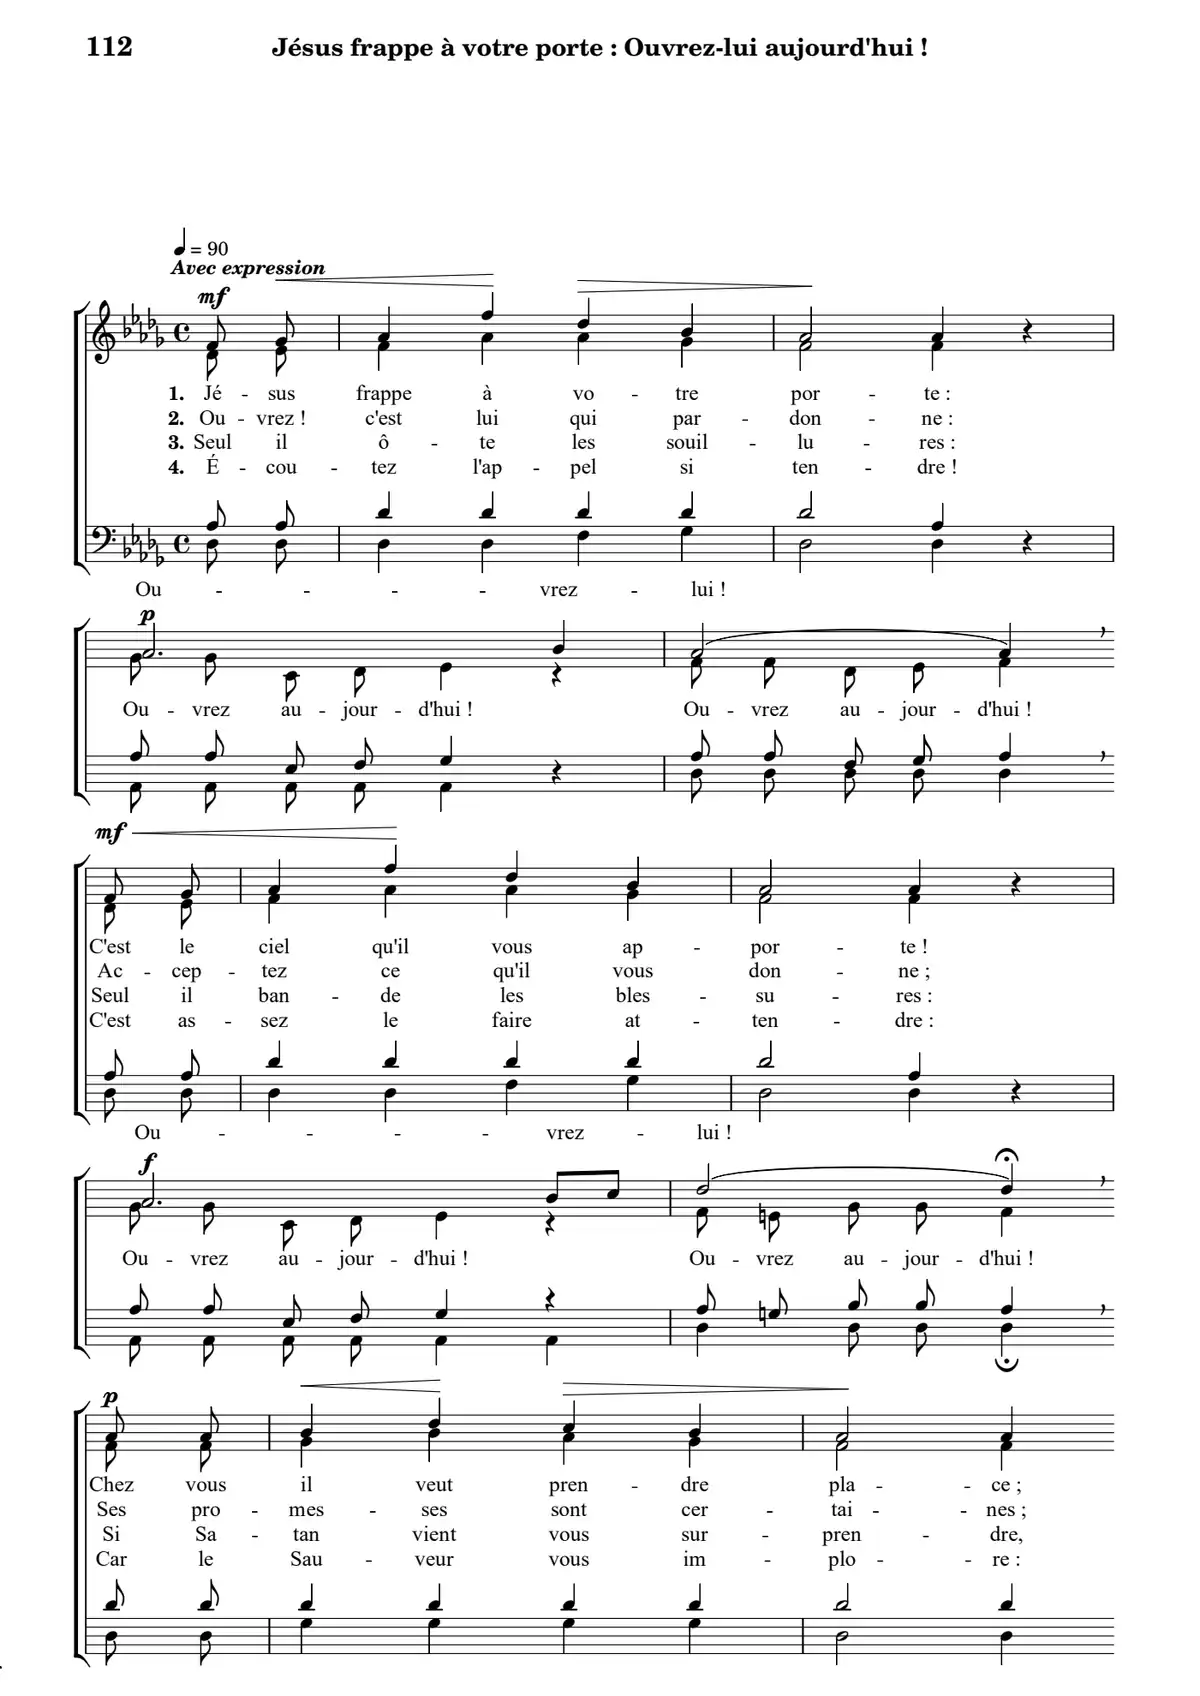 112 Jésus frappe à votre porte : Ouvrez-lui aujourd'hui !
= 90
Avec expression
mf
1. Jé - sus frappe à vo - tre por - te :
2. Ou - vrez ! c'est lui qui par - don - ne :
3. Seul il ô - te les souil - lu - res :
4. É - cou - tez l'ap - pel si ten - dre !
Ou - - - - vrez - lui !
p
Ou - vrez au - jour - d'hui ! Ou - vrez au - jour - d'hui !
mf
C'est le ciel qu'il vous ap - por - te !
Ac - cep - tez ce qu'il vous don - ne ;
Seul il ban - de les bles - su - res :
C'est as - sez le faire at - ten - dre :
Ou - - - - vrez - lui !
f
Ou - vrez au - jour - d'hui ! Ou - vrez au - jour - d'hui !
p
Chez vous il veut pren - dre pla - ce ;
Ses pro - mes - ses sont cer - tai - nes ;
Si Sa - tan vient vous sur - pren - dre,
Car le Sau - veur vous im - plo - re :